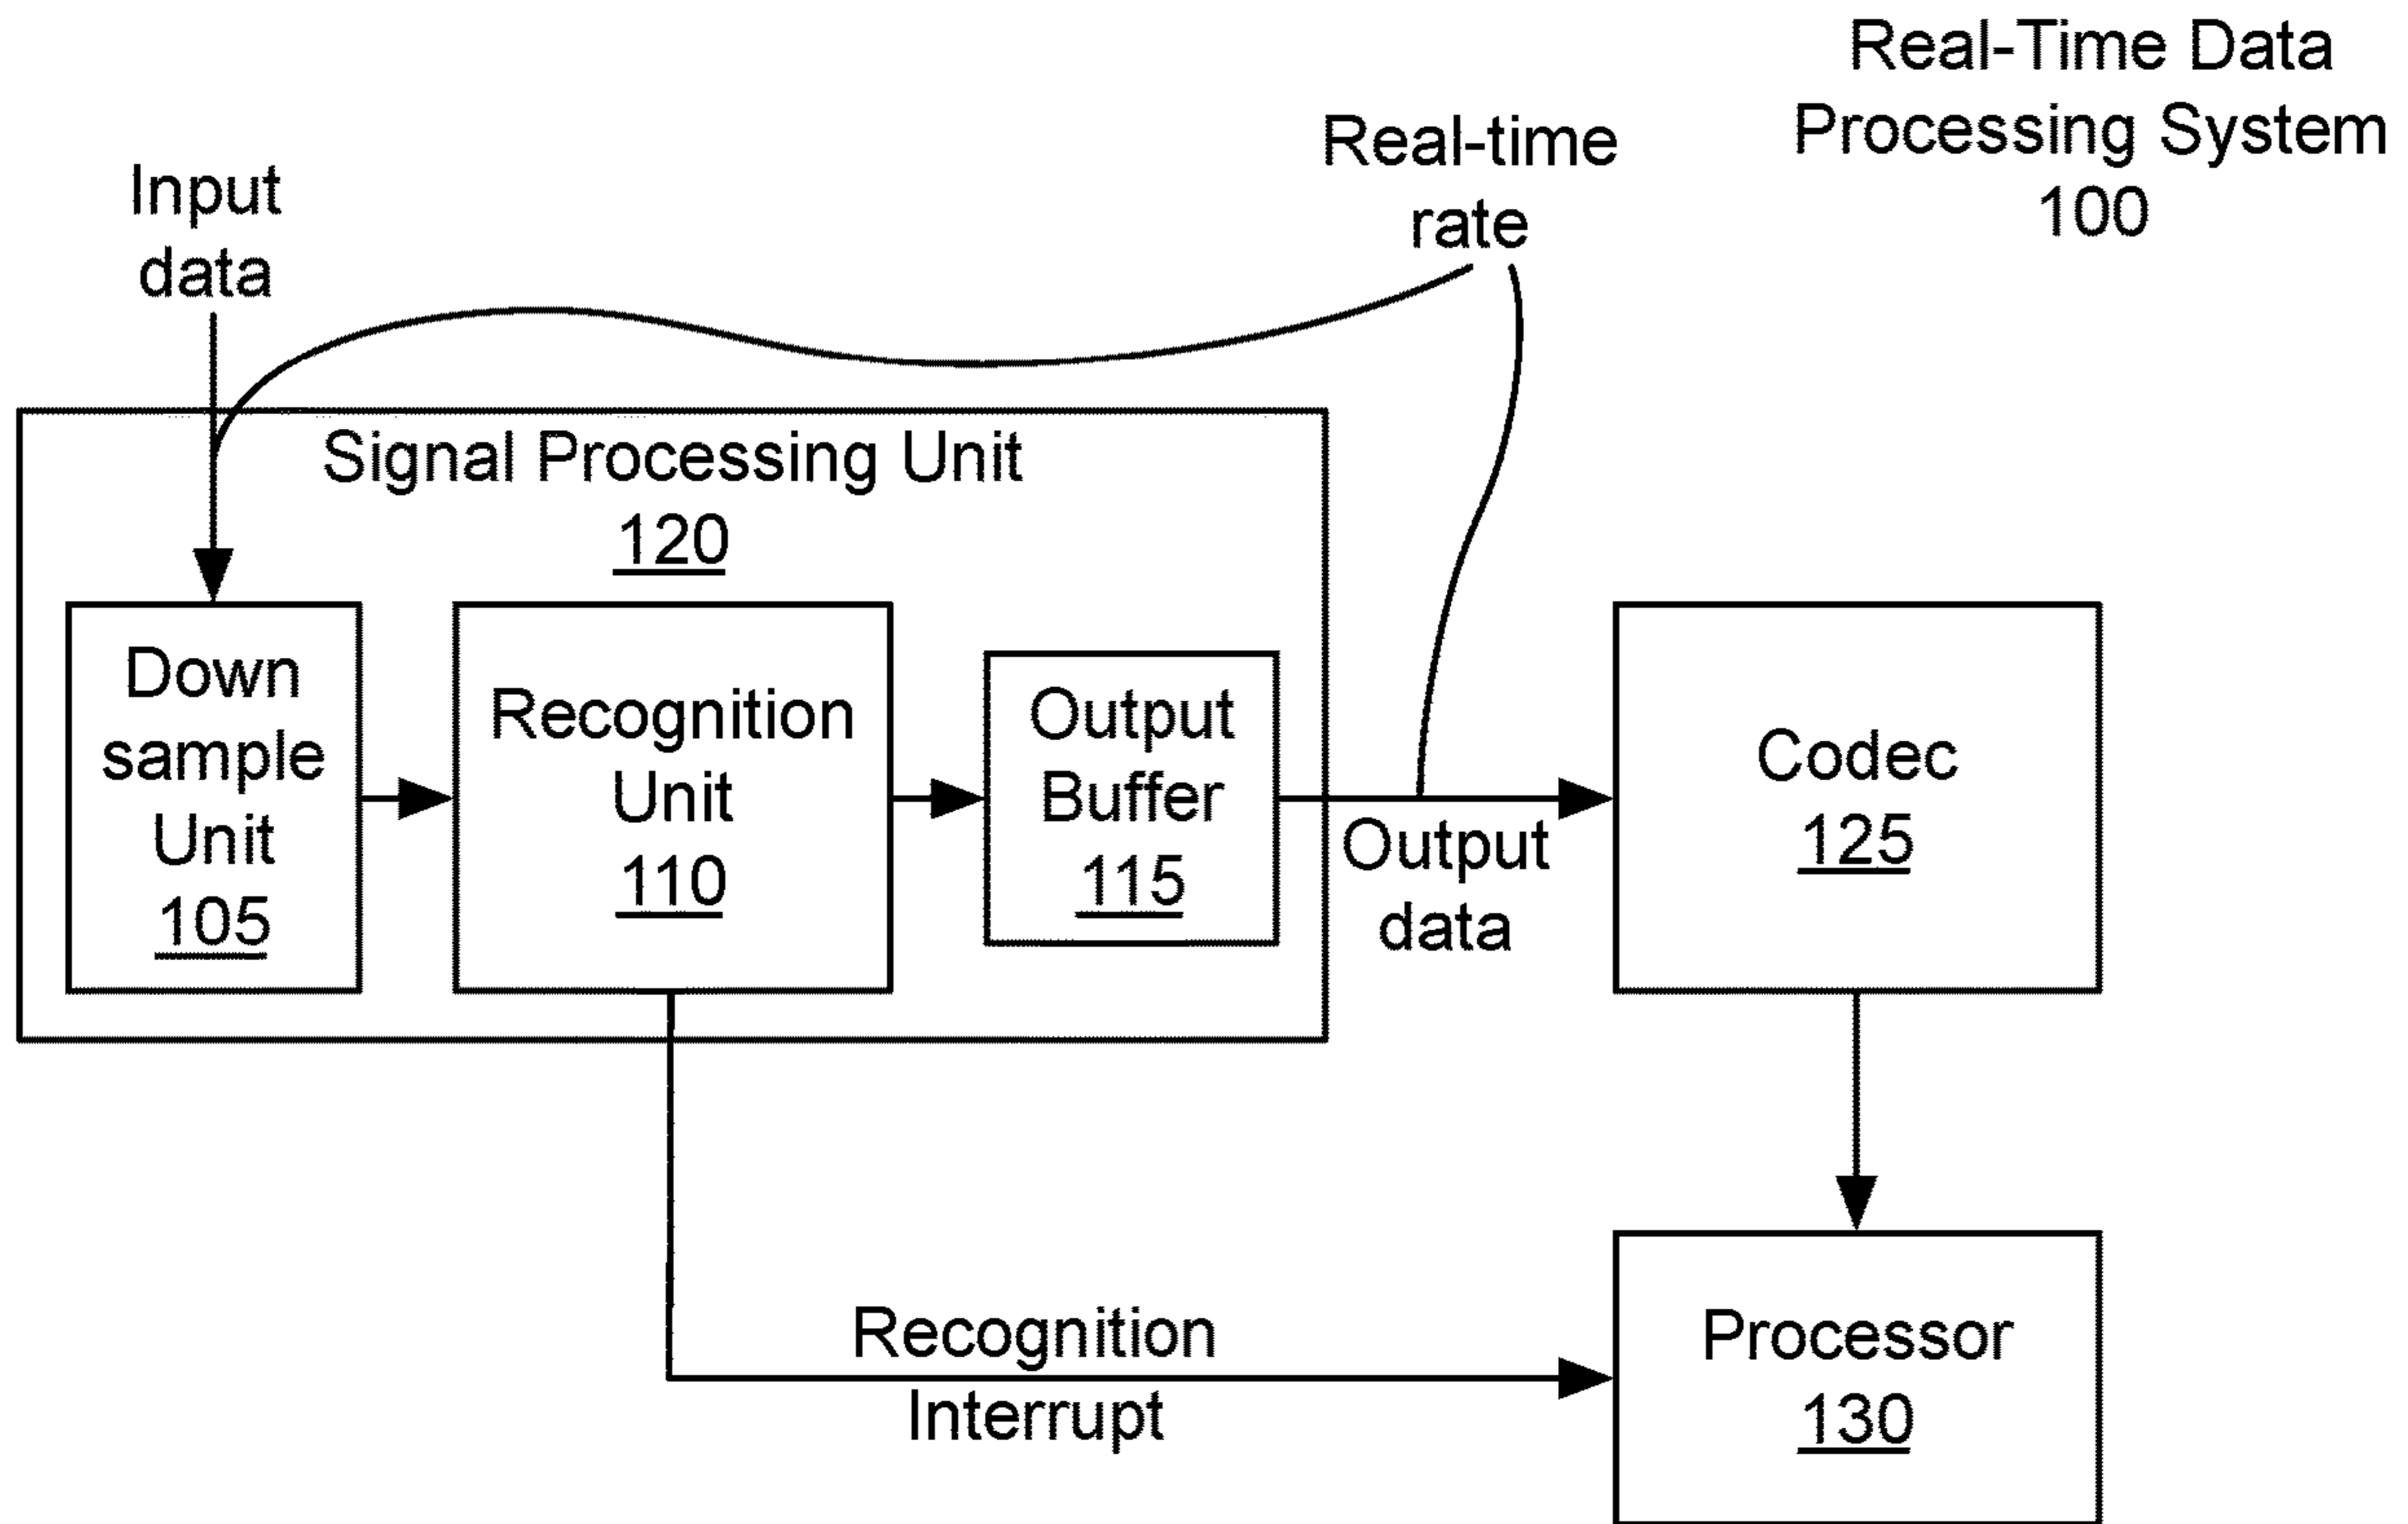 Real-Time Data
Processing System
100
Real-time
rate
Input
data
Signal Processing Unit
120
Down
sample
Unit
105
Recognition
Unit
110
Output
Buffer
115
Output
data
Codec
125
Recognition
Interrupt
Processor
130